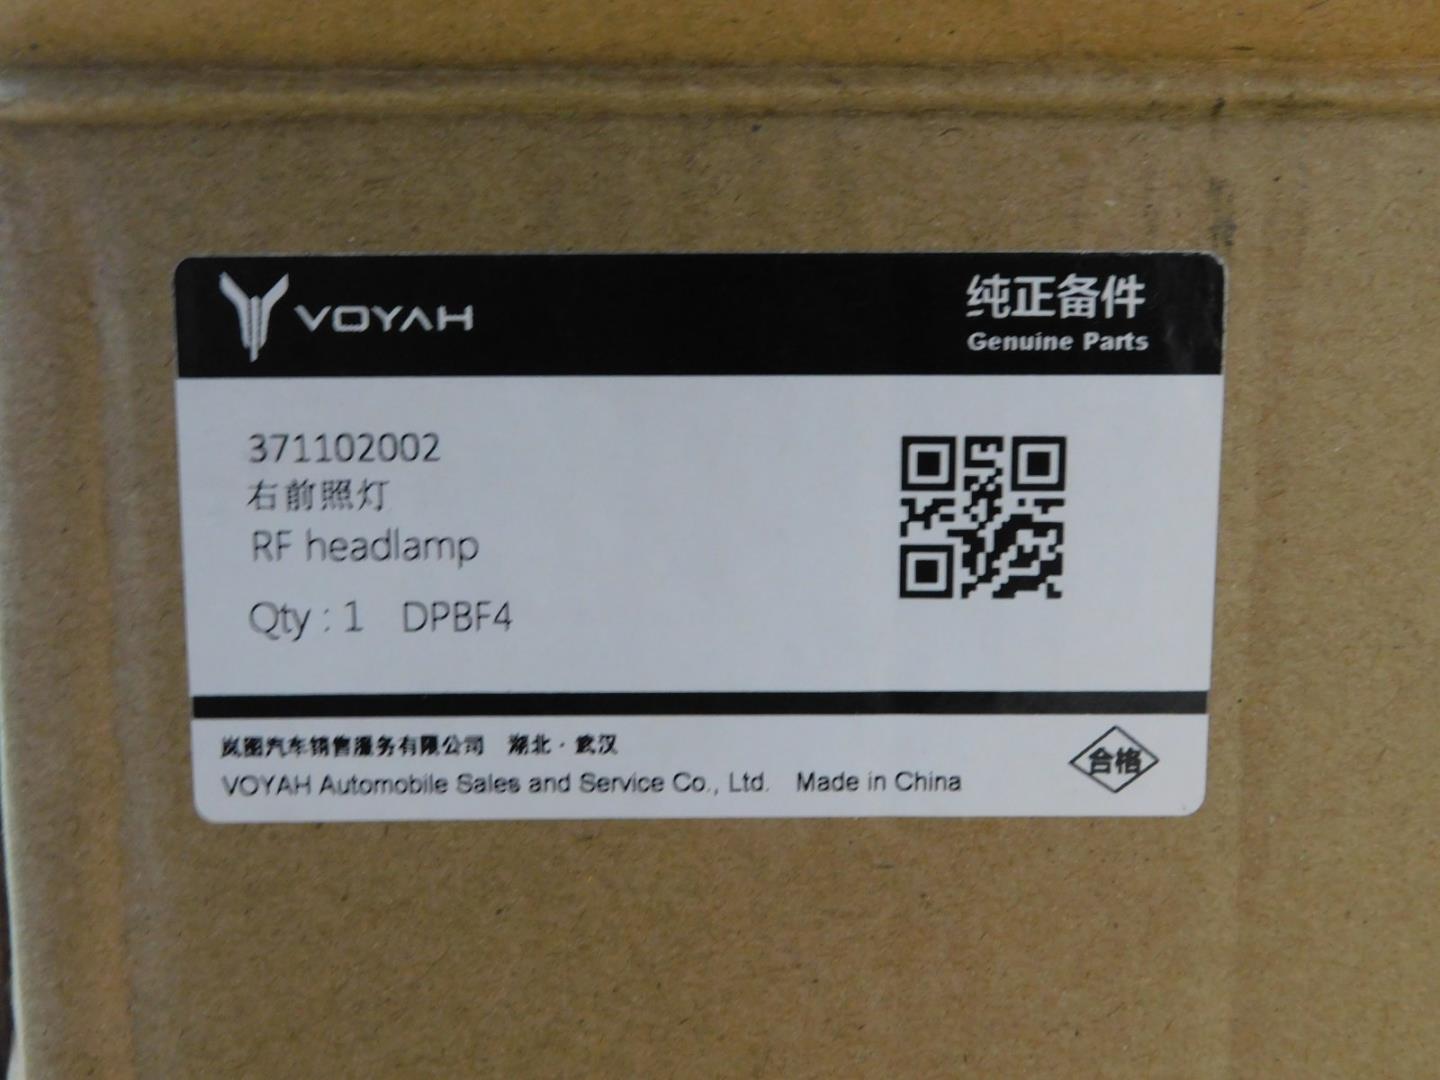 VOYAH
纯正备件
Genuine Parts
371102002
右前照灯
RF headlamp
Qty : 1 DPBF4
岚图汽车销售服务有限公司 湖北 · 武汉
VOYAH Automobile Sales and Service Co., Ltd. Made in China
合格